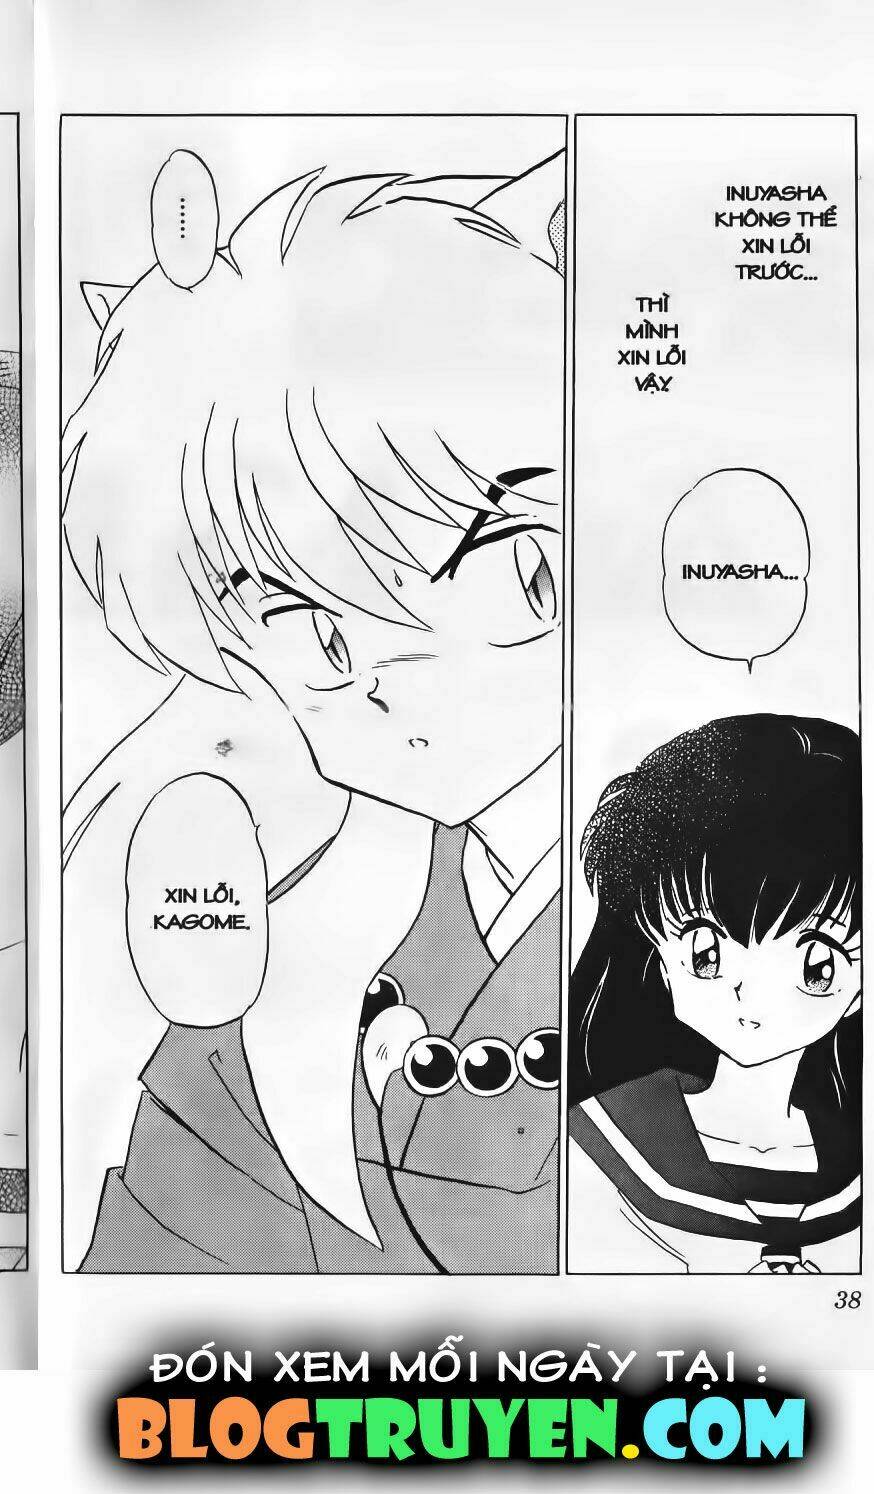 INUYASHA
KHÔNG THỂ
XIN LỖI
TRƯỚC...
THÌ
MÌNH
XIN LỖI
VẬY.
INUYASHA...
........
XIN LỖI,
KAGOME.
38
ĐÓN XEM MỖI NGÀY TẠI :
BLOGTRUYEN.COM